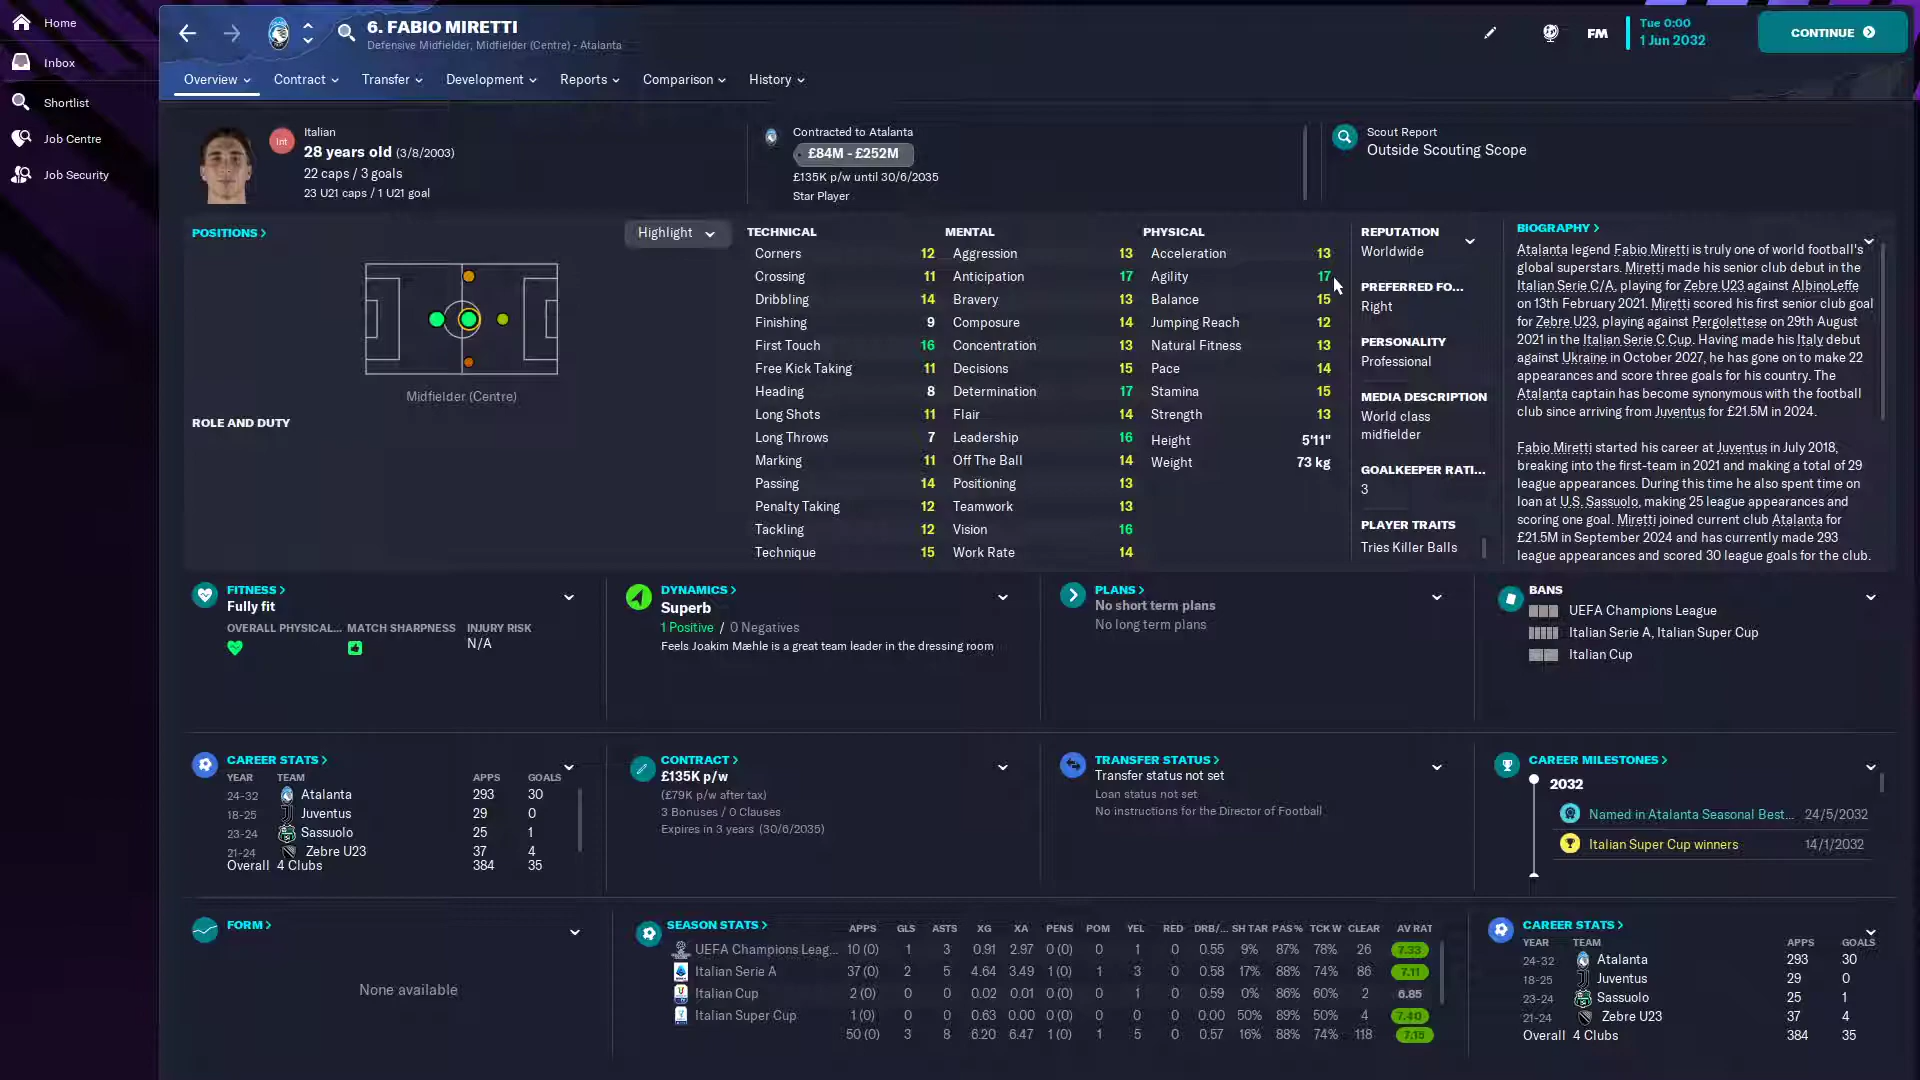 Home
Inbox
Shortlist
Job Centre
Job Security
6. FABIO MIRETTI
Defensive Midfielder, Midfielder (Centre) - Atalanta
FM
Tue 0:00
1 Jun 2032
CONTINUE
Overview
Contract
Transfer
Development
Reports
Comparison
History
Int
Italian
28 years old (3/8/2003)
22 caps / 3 goals
23 U21 caps / 1 U21 goal
Contracted to Atalanta
£84M - £252M
£135K p/w until 30/6/2035
Star Player
Scout Report
Outside Scouting Scope
POSITIONS
Highlight
Midfielder (Centre)
ROLE AND DUTY
TECHNICAL
Corners 12
Crossing 11
Dribbling 14
Finishing 9
First Touch 16
Free Kick Taking 11
Heading 8
Long Shots 11
Long Throws 7
Marking 11
Passing 14
Penalty Taking 12
Tackling 12
Technique 15
MENTAL
Aggression 13
Anticipation 17
Bravery 13
Composure 14
Concentration 13
Decisions 15
Determination 17
Flair 14
Leadership 16
Off The Ball 14
Positioning 13
Teamwork 13
Vision 16
Work Rate 14
PHYSICAL
Acceleration 13
Agility 17
Balance 15
Jumping Reach 12
Natural Fitness 13
Pace 14
Stamina 15
Strength 13
Height 5'11"
Weight 73 kg
REPUTATION
Worldwide
PREFERRED FO...
Right
PERSONALITY
Professional
MEDIA DESCRIPTION
World class
midfielder
GOALKEEPER RATI...
3
PLAYER TRAITS
Tries Killer Balls
BIOGRAPHY
Atalanta legend Fabio Miretti is truly one of world football's
global superstars. Miretti made his senior club debut in the
Italian Serie C/A, playing for Zebre U23 against AlbinoLeffe
on 13th February 2021. Miretti scored his first senior club goal
for Zebre U23, playing against Pergolettese on 29th August
2021 in the Italian Serie C Cup. Having made his Italy debut
against Ukraine in October 2027, he has gone on to make 22
appearances and score three goals for his country. The
Atalanta captain has become synonymous with the football
club since arriving from Juventus for £21.5M in 2024.
Fabio Miretti started his career at Juventus in July 2018,
breaking into the first-team in 2021 and making a total of 29
league appearances. During this time he also spent time on
loan at U.S. Sassuolo, making 25 league appearances and
scoring one goal. Miretti joined current club Atalanta for
£21.5M in September 2024 and has currently made 293
league appearances and scored 30 league goals for the club.
FITNESS
Fully fit
OVERALL PHYSICAL... MATCH SHARPNESS INJURY RISK
N/A
DYNAMICS
Superb
1 Positive / 0 Negatives
Feels Joakim Mæhle is a great team leader in the dressing room
PLANS
No short term plans
No long term plans
BANS
UEFA Champions League
Italian Serie A, Italian Super Cup
Italian Cup
CAREER STATS
YEAR TEAM APPS GOALS
24-32 Atalanta 293 30
18-25 Juventus 29 0
23-24 Sassuolo 25 1
21-24 Zebre U23 37 4
Overall 4 Clubs 384 35
CONTRACT
£135K p/w
(£79K p/w after tax)
3 Bonuses / 0 Clauses
Expires in 3 years (30/6/2035)
TRANSFER STATUS
Transfer status not set
Loan status not set
No instructions for the Director of Football
CAREER MILESTONES
2032
Named in Atalanta Seasonal Best... 24/5/2032
Italian Super Cup winners 14/1/2032
FORM
None available
SEASON STATS APPS GLS ASTS XG XA PENS POM YEL RED DRB/... SH TAR PAS% TCK W CLEAR AV RAT
UEFA Champions Leag... 10 (0) 1 3 0.91 2.97 0 (0) 0 1 0 0.55 9% 87% 78% 26 7.33
Italian Serie A 37 (0) 2 5 4.64 3.49 1 (0) 1 3 0 0.58 17% 88% 74% 86 7.11
Italian Cup 2 (0) 0 0 0.02 0.01 0 (0) 0 1 0 0.59 0% 86% 60% 2 6.85
Italian Super Cup 1 (0) 0 0 0.63 0.00 0 (0) 0 0 0 0.00 50% 89% 50% 4 7.40
50 (0) 3 8 6.20 6.47 1 (0) 1 5 0 0.57 16% 88% 74% 118 7.15
CAREER STATS
YEAR TEAM APPS GOALS
24-32 Atalanta 293 30
18-25 Juventus 29 0
23-24 Sassuolo 25 1
21-24 Zebre U23 37 4
Overall 4 Clubs 384 35